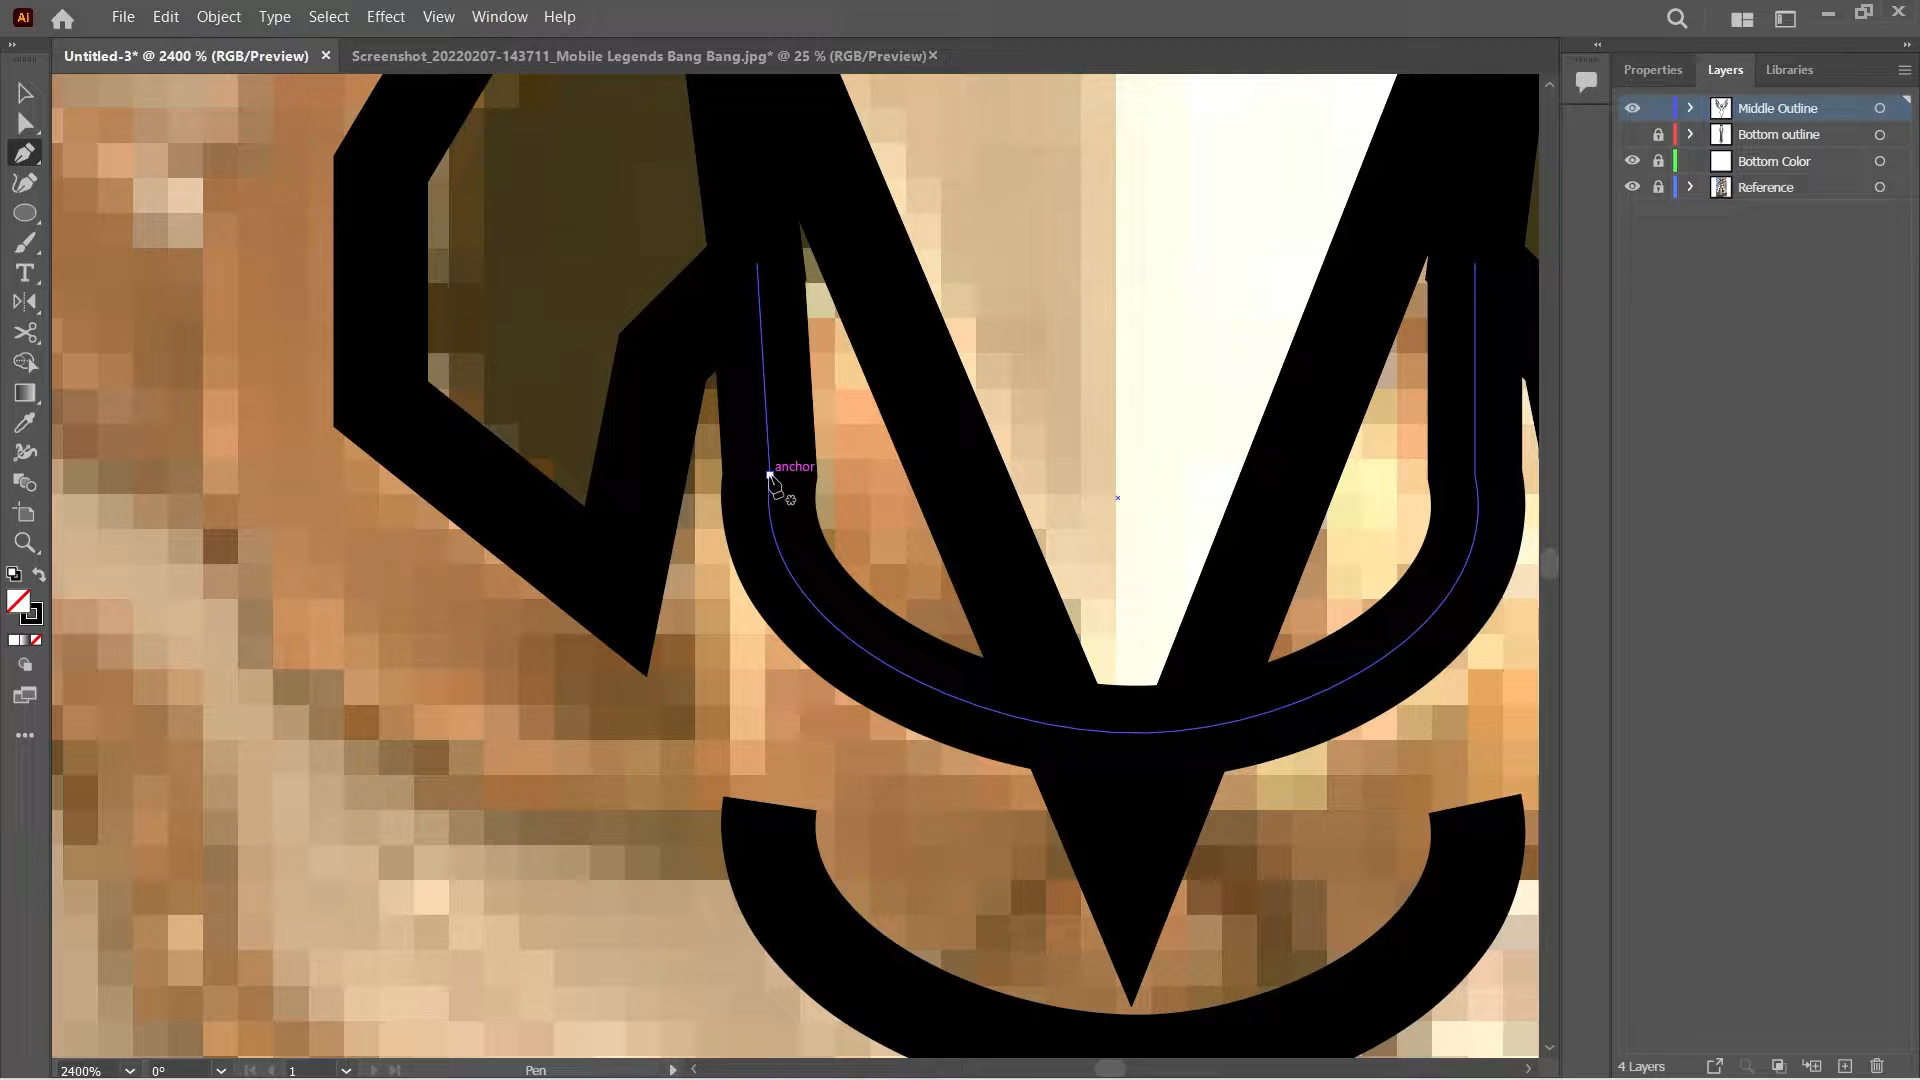 Ai File Edit Object Type Select Effect View Window Help
Untitled-3* @ 2400 % (RGB/Preview) × Screenshot_20220207-143711_Mobile Legends Bang Bang.jpg* @ 25 % (RGB/Preview) ×
Properties Layers Libraries
Middle Outline
Bottom outline
Bottom Color
Reference
anchor
4 Layers
2400% 0° 1 Pen